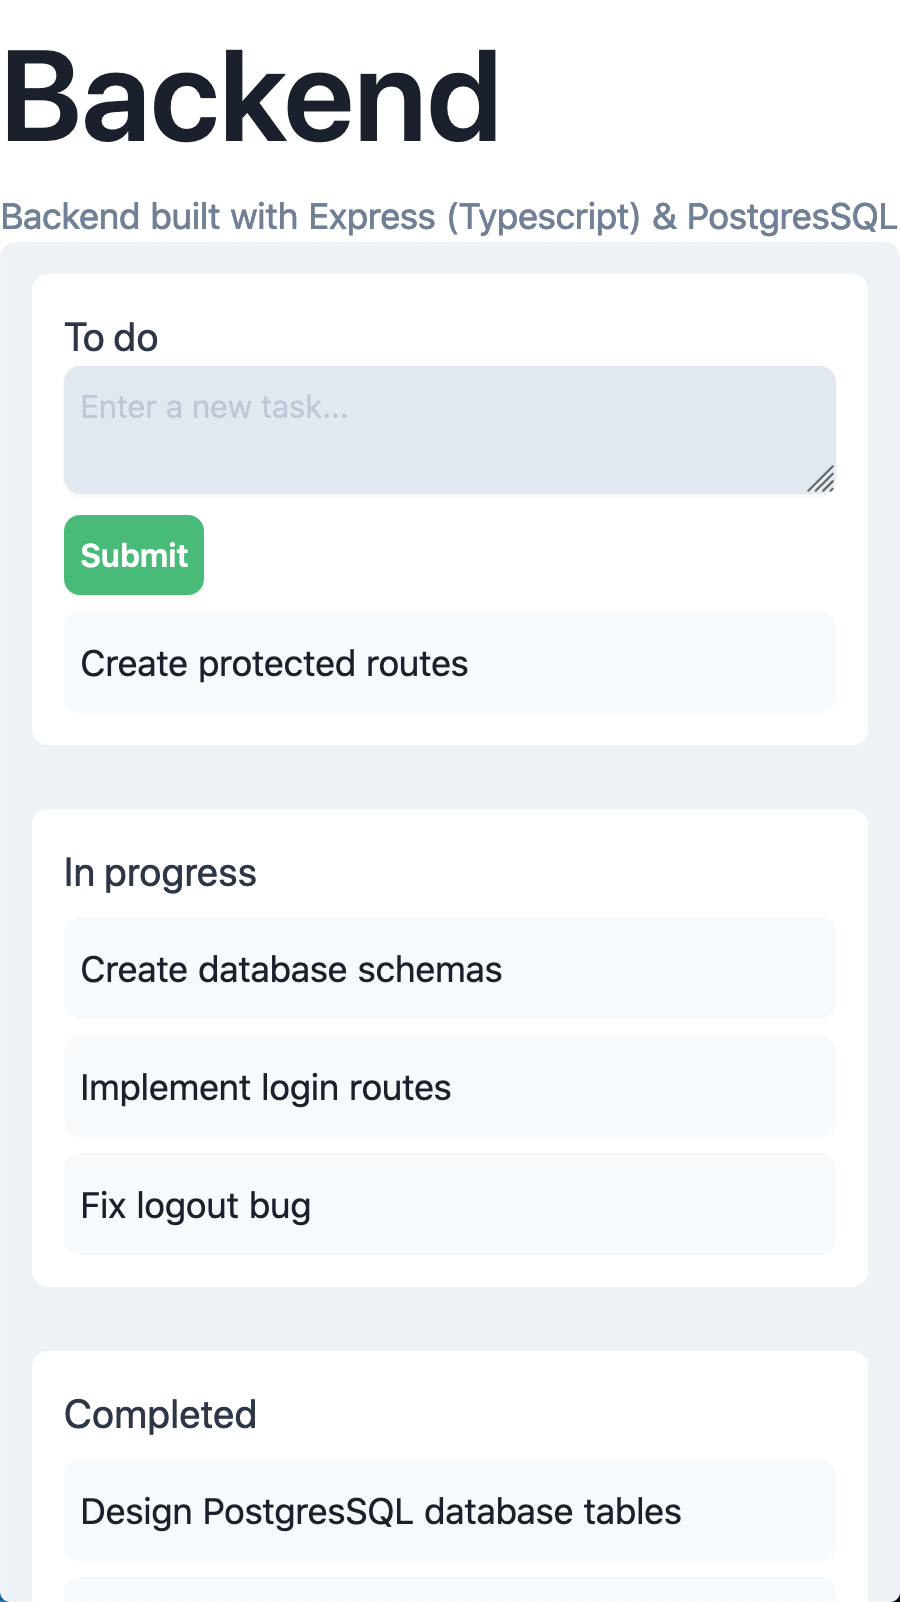 Backend
Backend built with Express (Typescript) & PostgresSQL
To do
Enter a new task...
Submit
Create protected routes
In progress
Create database schemas
Implement login routes
Fix logout bug
Completed
Design PostgresSQL database tables